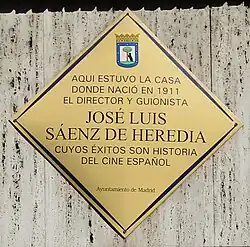 AQUI ESTUVO LA CASA
DONDE NACIÓ EN 1911
EL DIRECTOR Y GUIONISTA
JOSÉ LUIS
SÁENZ DE HEREDIA
CUYOS ÉXITOS SON HISTORIA
DEL CINE ESPAÑOL
Ayuntamiento de Madrid